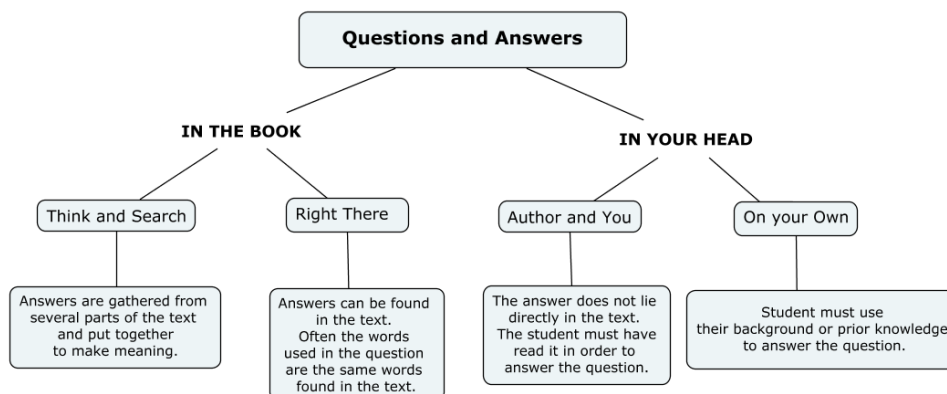 Questions and Answers
IN THE BOOK
IN YOUR HEAD
Think and Search
Right There
Author and You
On your Own
Answers are gathered from
several parts of the text
and put together
to make meaning.
Answers can be found
in the text.
Often the words
used in the question
are the same words
found in the text.
The answer does not lie
directly in the text.
The student must have
read it in order to
answer the question.
Student must use
their background or prior knowledge
to answer the question.